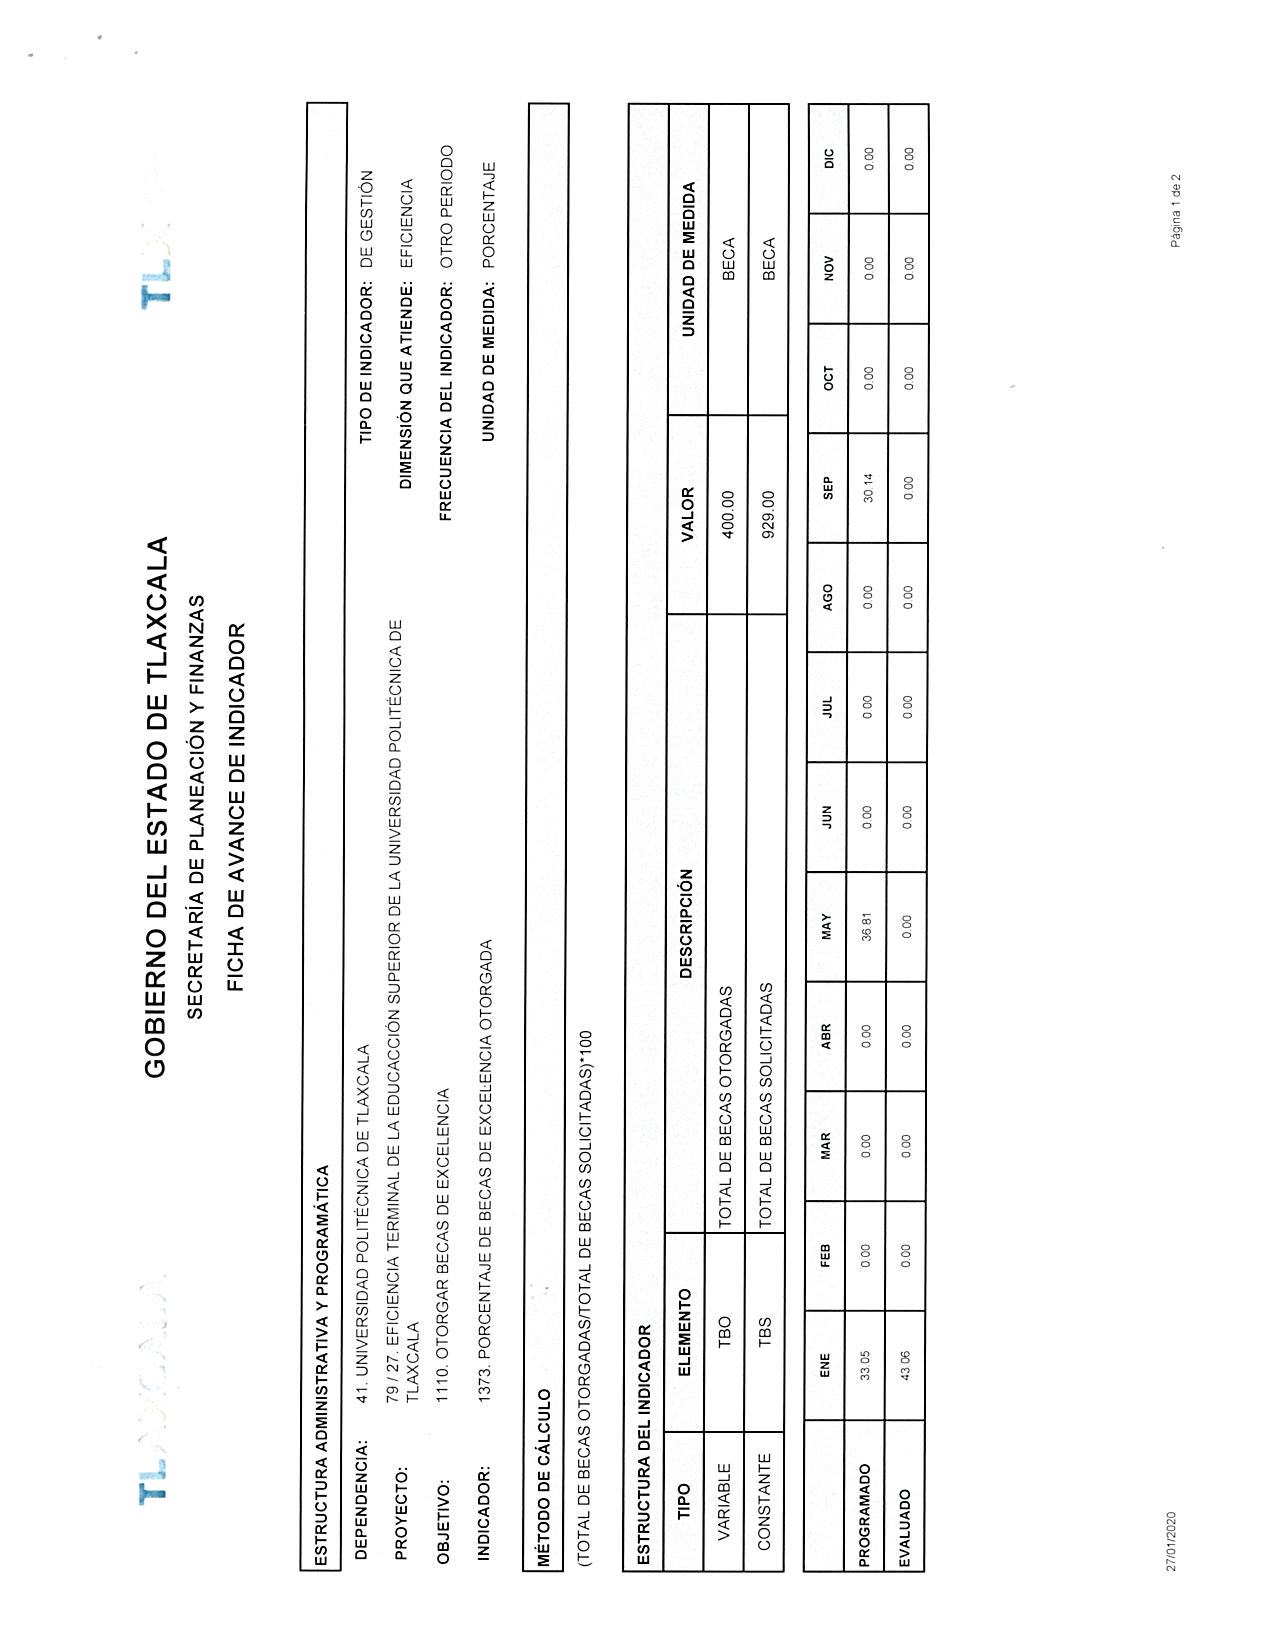 TLAXCALA
TLX
GOBIERNO DEL ESTADO DE TLAXCALA
SECRETARÍA DE PLANEACIÓN Y FINANZAS
FICHA DE AVANCE DE INDICADOR
ESTRUCTURA ADMINISTRATIVA Y PROGRAMÁTICA
DEPENDENCIA: 41. UNIVERSIDAD POLITÉCNICA DE TLAXCALA TIPO DE INDICADOR: DE GESTIÓN
PROYECTO: 79 / 27. EFICIENCIA TERMINAL DE LA EDUCACCIÓN SUPERIOR DE LA UNIVERSIDAD POLITÉCNICA DE
TLAXCALA DIMENSIÓN QUE ATIENDE: EFICIENCIA
OBJETIVO: 1110. OTORGAR BECAS DE EXCELENCIA FRECUENCIA DEL INDICADOR: OTRO PERIODO
INDICADOR: 1373. PORCENTAJE DE BECAS DE EXCELENCIA OTORGADA UNIDAD DE MEDIDA: PORCENTAJE
MÉTODO DE CÁLCULO
(TOTAL DE BECAS OTORGADAS/TOTAL DE BECAS SOLICITADAS)*100
ESTRUCTURA DEL INDICADOR
TIPO ELEMENTO DESCRIPCIÓN VALOR UNIDAD DE MEDIDA
VARIABLE TBO TOTAL DE BECAS OTORGADAS 400.00 BECA
CONSTANTE TBS TOTAL DE BECAS SOLICITADAS 929.00 BECA
ENE FEB MAR ABR MAY JUN JUL AGO SEP OCT NOV DIC
PROGRAMADO 33.05 0.00 0.00 0.00 36.81 0.00 0.00 0.00 30.14 0.00 0.00 0.00
EVALUADO 43.06 0.00 0.00 0.00 0.00 0.00 0.00 0.00 0.00 0.00 0.00 0.00
27/01/2020 Página 1 de 2